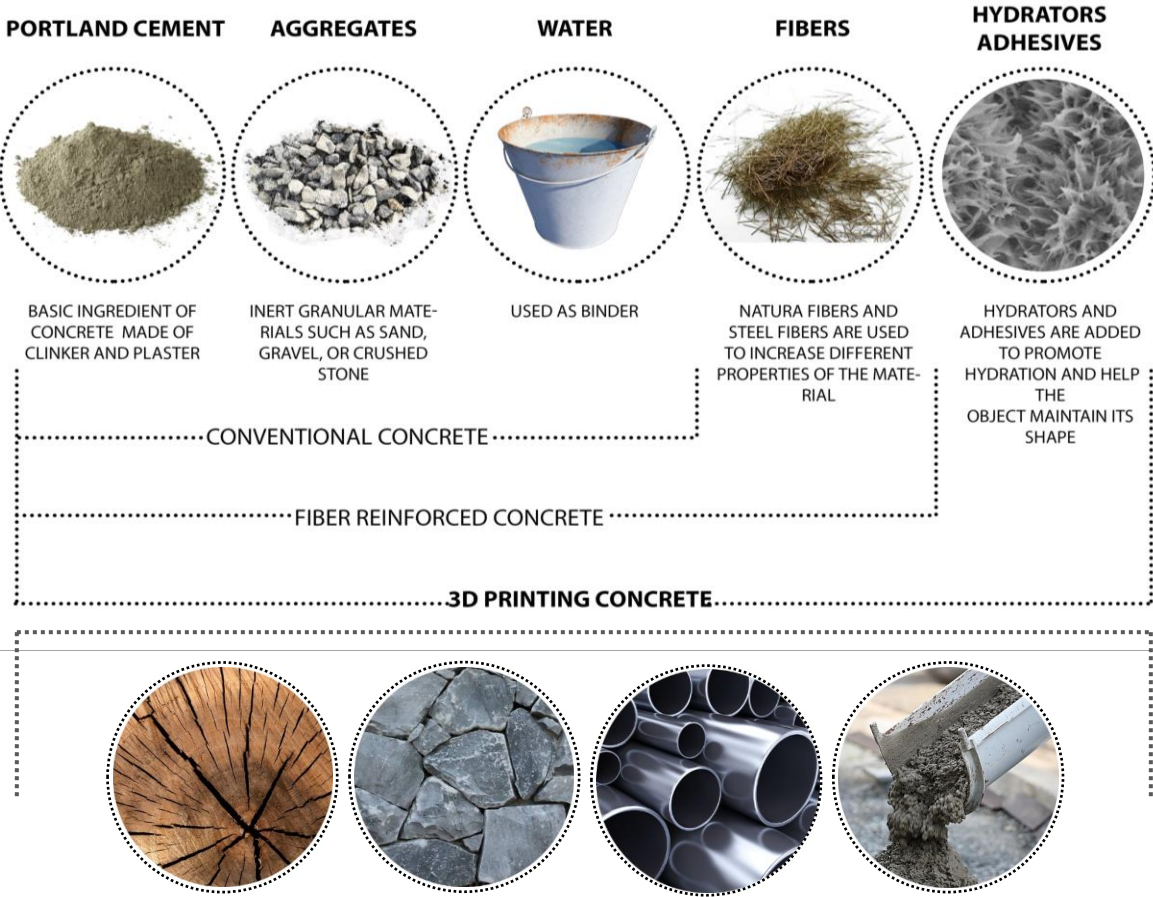 PORTLAND CEMENT
AGGREGATES
WATER
FIBERS
HYDRATORS
ADHESIVES
BASIC INGREDIENT OF
CONCRETE MADE OF
CLINKER AND PLASTER
INERT GRANULAR MATE-
RIALS SUCH AS SAND,
GRAVEL, OR CRUSHED
STONE
USED AS BINDER
NATURA FIBERS AND
STEEL FIBERS ARE USED
TO INCREASE DIFFERENT
PROPERTIES OF THE MATE-
RIAL
HYDRATORS AND
ADHESIVES ARE ADDED
TO PROMOTE
HYDRATION AND HELP
THE
OBJECT MAINTAIN ITS
SHAPE
CONVENTIONAL CONCRETE
FIBER REINFORCED CONCRETE
3D PRINTING CONCRETE